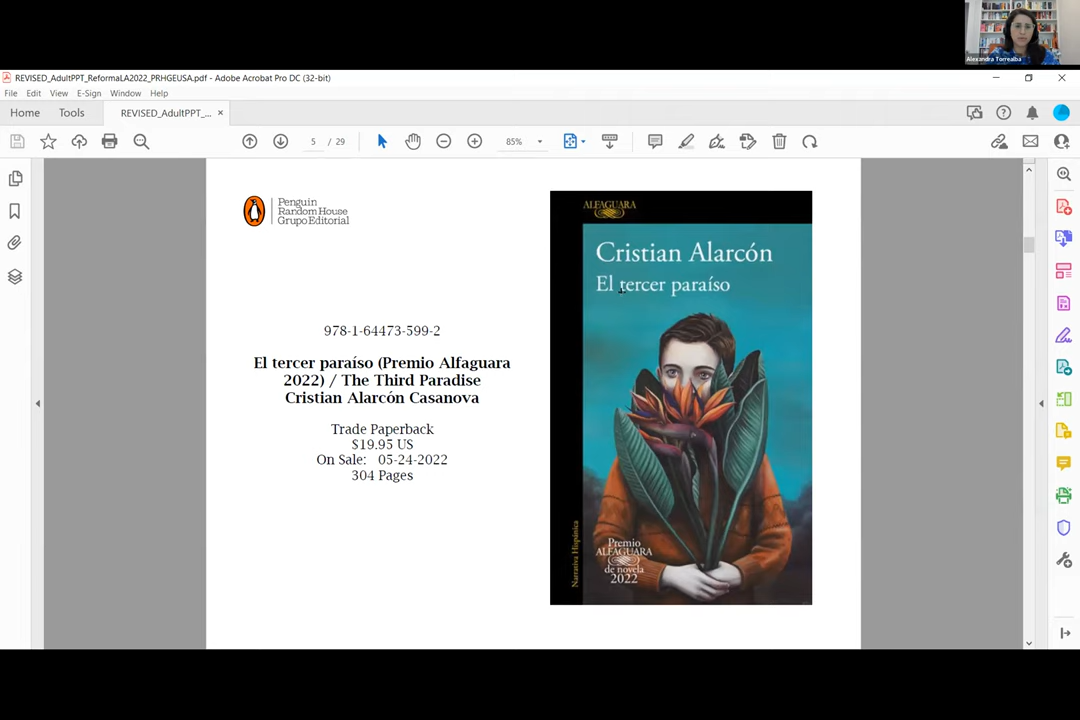 Alexandra Torrealba
REVISED_AdultPPT_ReformaLA2022_PRHGEUSA.pdf - Adobe Acrobat Pro DC (32-bit)
File Edit View E-Sign Window Help
Home Tools REVISED_AdultPPT_... ×
5 / 29 85%
Penguin
Random House
Grupo Editorial
978-1-64473-599-2
El tercer paraíso (Premio Alfaguara
2022) / The Third Paradise
Cristian Alarcón Casanova
Trade Paperback
$19.95 US
On Sale: 05-24-2022
304 Pages
ALFAGUARA
Cristian Alarcón
El tercer paraíso
Narrativa Hispánica
Premio
ALFAGUARA
de novela
2022